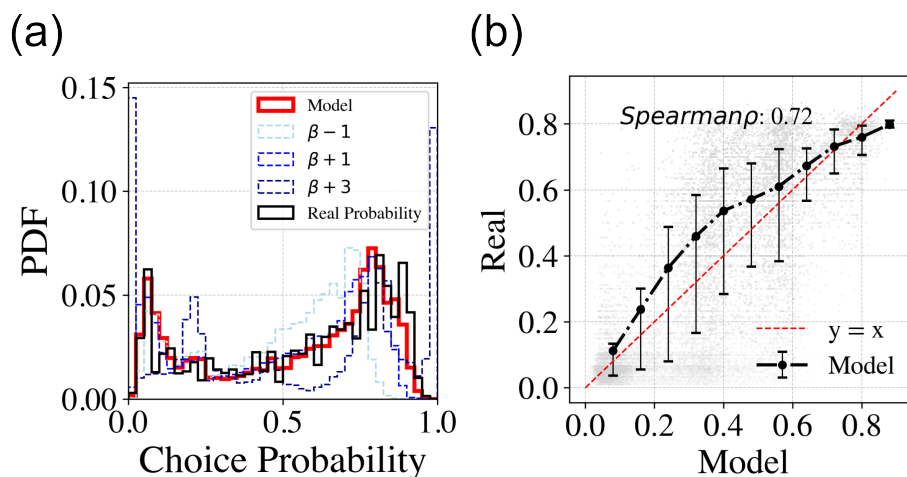 (a)
0.15
0.10
0.05
0.00
PDF
0.0
0.5
1.0
Choice Probability
Model
β − 1
β + 1
β + 3
Real Probability
(b)
Spearmanρ: 0.72
0.8
0.6
0.4
0.2
0.0
Real
0.0
0.2
0.4
0.6
0.8
Model
y = x
Model